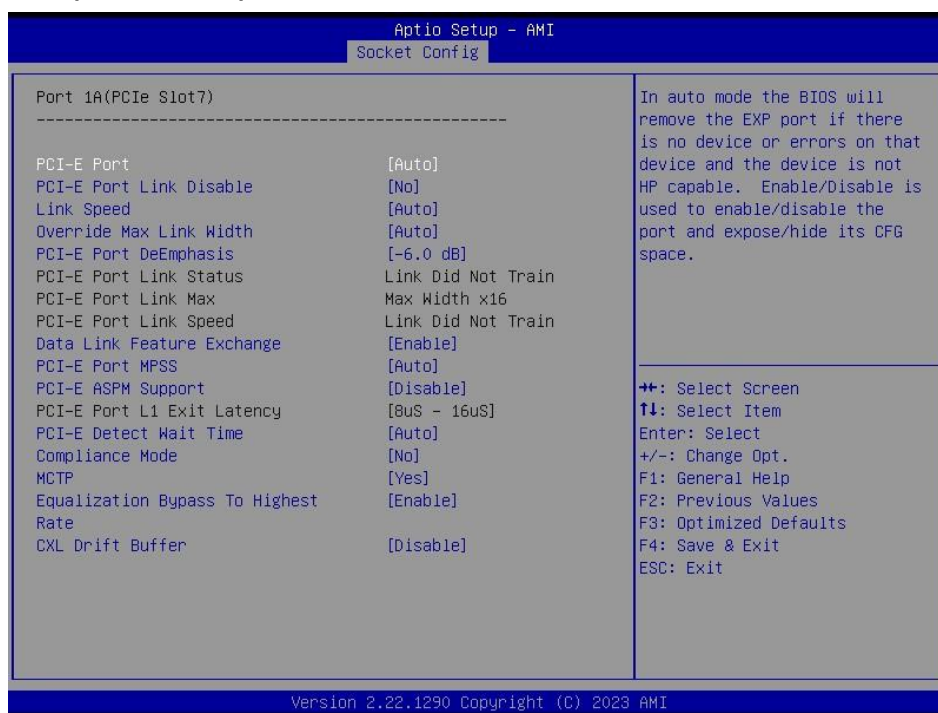 Aptio Setup - AMI
Socket Config
Port 1A(PCIe Slot7)
--------------------------------------------------
PCI-E Port [Auto]
PCI-E Port Link Disable [No]
Link Speed [Auto]
Override Max Link Width [Auto]
PCI-E Port DeEmphasis [-6.0 dB]
PCI-E Port Link Status Link Did Not Train
PCI-E Port Link Max Max Width x16
PCI-E Port Link Speed Link Did Not Train
Data Link Feature Exchange [Enable]
PCI-E Port MPSS [Auto]
PCI-E ASPM Support [Disable]
PCI-E Port L1 Exit Latency [8uS - 16uS]
PCI-E Detect Wait Time [Auto]
Compliance Mode [No]
MCTP [Yes]
Equalization Bypass To Highest [Enable]
Rate
CXL Drift Buffer [Disable]
In auto mode the BIOS will
remove the EXP port if there
is no device or errors on that
device and the device is not
HP capable. Enable/Disable is
used to enable/disable the
port and expose/hide its CFG
space.
→←: Select Screen
↑↓: Select Item
Enter: Select
+/-: Change Opt.
F1: General Help
F2: Previous Values
F3: Optimized Defaults
F4: Save & Exit
ESC: Exit
Version 2.22.1290 Copyright (C) 2023 AMI